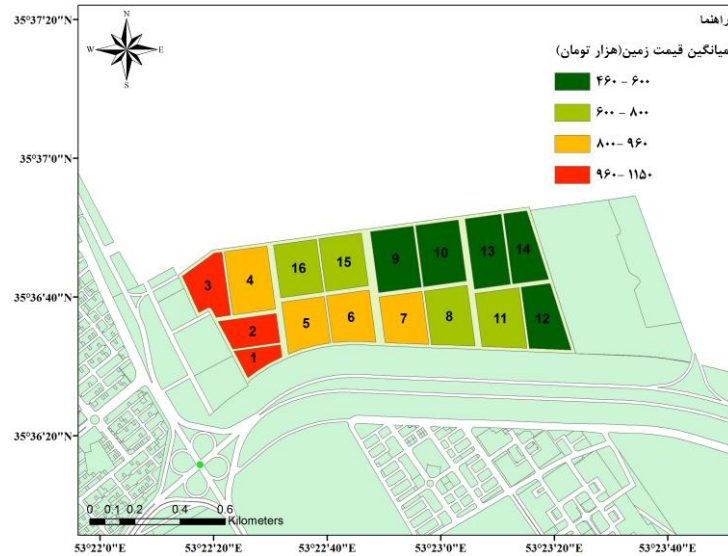 35°37'20"N
35°37'0"N
35°36'40"N
35°36'20"N
N
W E
S
راهنما
میانگین قیمت زمین(هزار تومان)
۴۶۰ - ۶۰۰
۶۰۰ - ۸۰۰
۸۰۰- ۹۶۰
۹۶۰- ۱۱۵۰
3 4 16 15 9 10 13 14
2 5 6 7 8 11 12
1
0 0.1 0.2 0.4 0.6
Kilometers
53°22'0"E 53°22'20"E 53°22'40"E 53°23'0"E 53°23'20"E 53°23'40"E